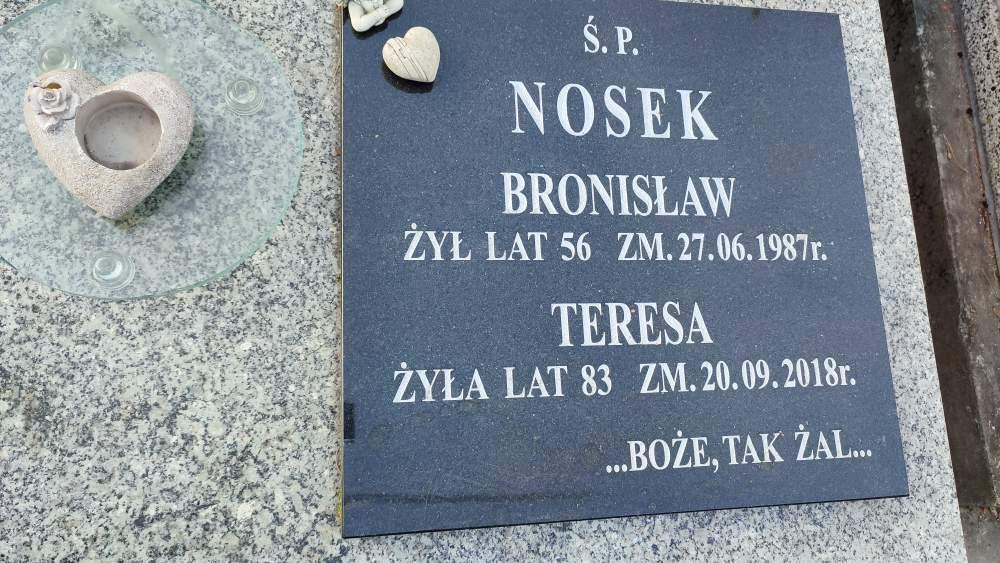 Ś. P.
NOSEK
BRONISŁAW
ŻYŁ LAT 56 ZM. 27.06.1987r.
TERESA
ŻYŁA LAT 83 ZM. 20.09.2018r.
...BOŻE, TAK ŻAL...